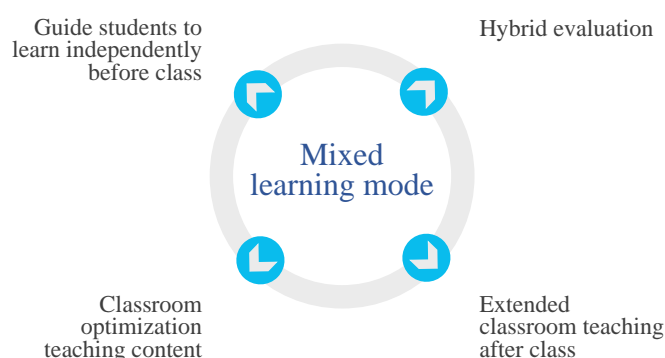 Guide students to
learn independently
before class
Hybrid evaluation
Mixed
learning mode
Classroom
optimization
teaching content
Extended
classroom teaching
after class